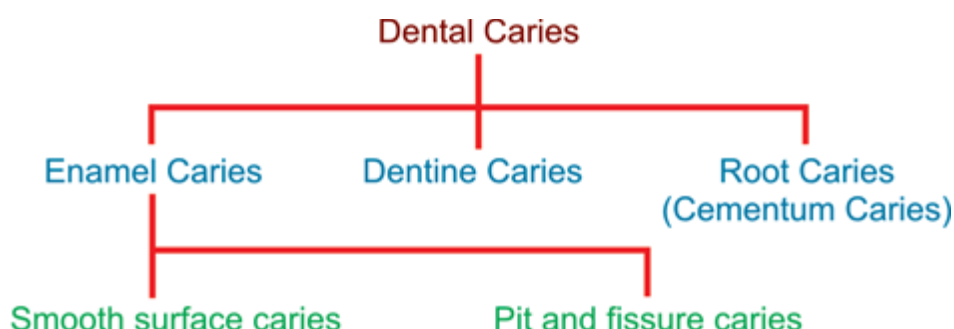 Dental Caries
Enamel Caries
Dentine Caries
Root Caries
(Cementum Caries)
Smooth surface caries
Pit and fissure caries